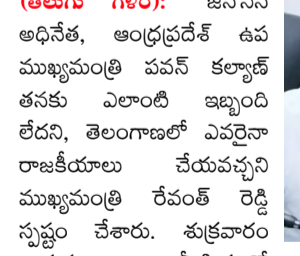 (తెలుగు గళం): జనసేన
అధినేత, ఆంధ్రప్రదేశ్ ఉప
ముఖ్యమంత్రి పవన్ కల్యాణ్
తనకు ఎలాంటి ఇబ్బంది
లేదని, తెలంగాణలో ఎవరైనా
రాజకీయాలు చేయవచ్చని
ముఖ్యమంత్రి రేవంత్ రెడ్డి
స్పష్టం చేశారు. శుక్రవారం